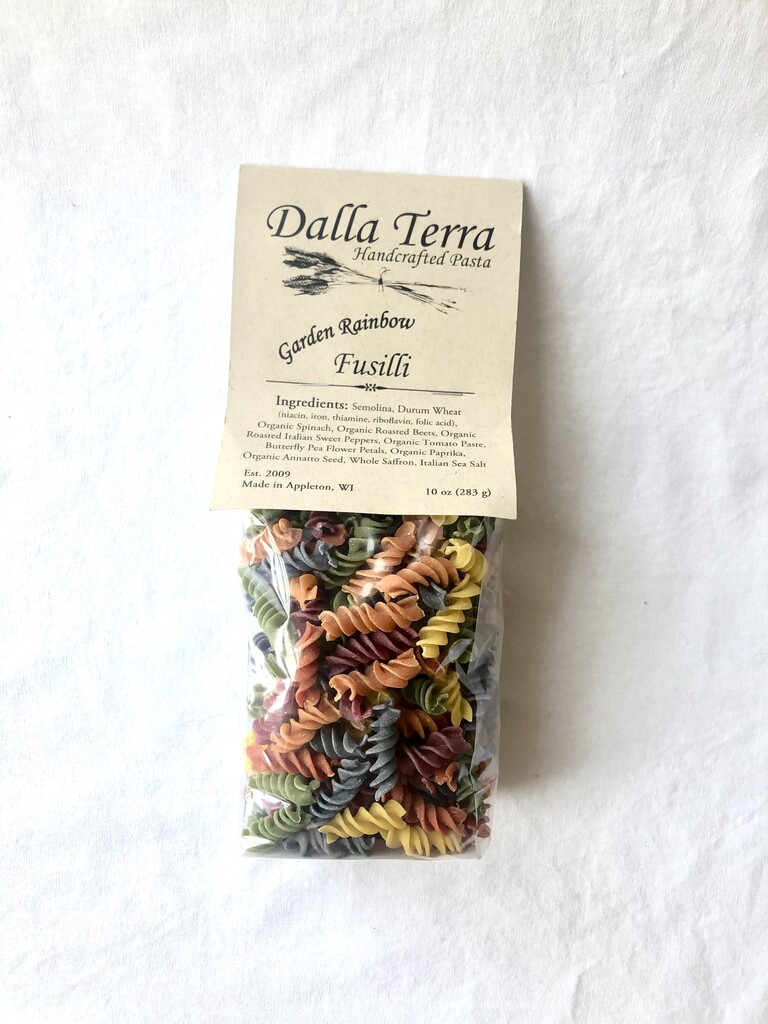 Dalla Terra
Handcrafted Pasta
Garden Rainbow
Fusilli
Ingredients: Semolina, Durum Wheat
(niacin, iron, thiamine, riboflavin, folic acid),
Organic Spinach, Organic Roasted Beets, Organic
Roasted Italian Sweet Peppers, Organic Tomato Paste,
Butterfly Pea Flower Petals, Organic Paprika,
Organic Annatto Seed, Whole Saffron, Italian Sea Salt
Est. 2009
Made in Appleton, WI 10 oz (283 g)